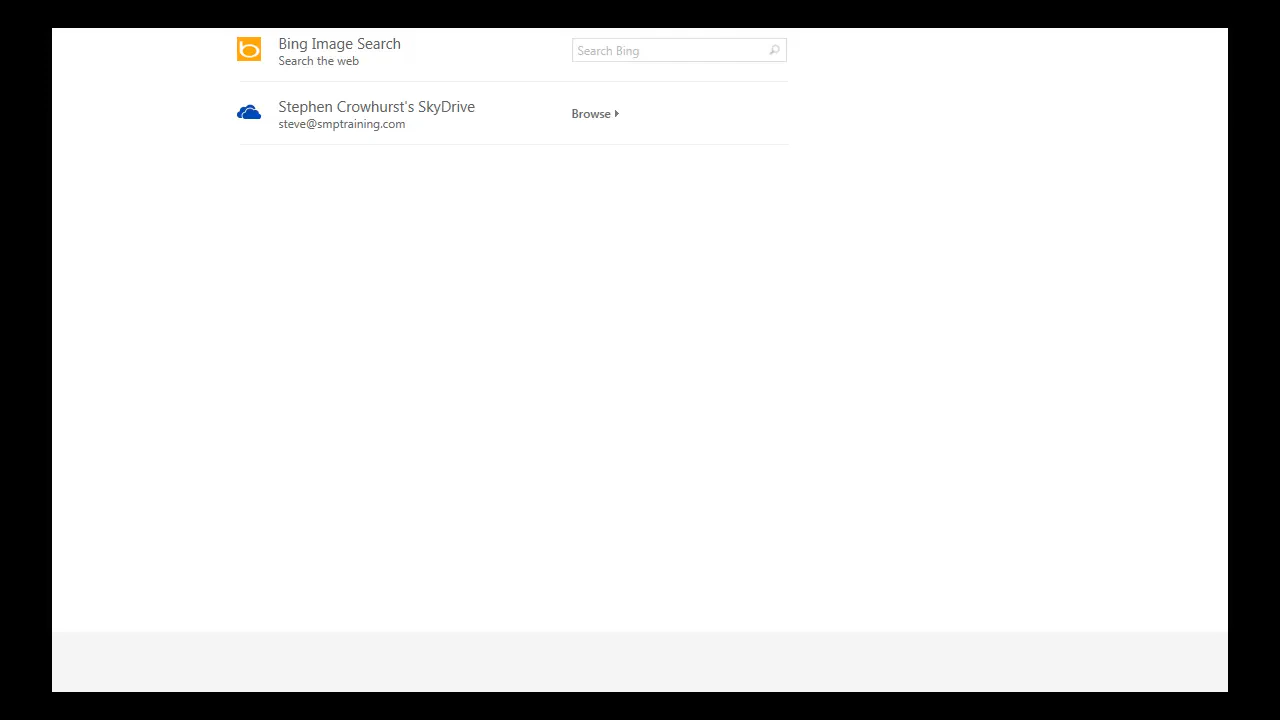 Bing Image Search
Search the web
Search Bing
Stephen Crowhurst's SkyDrive
steve@smptraining.com
Browse